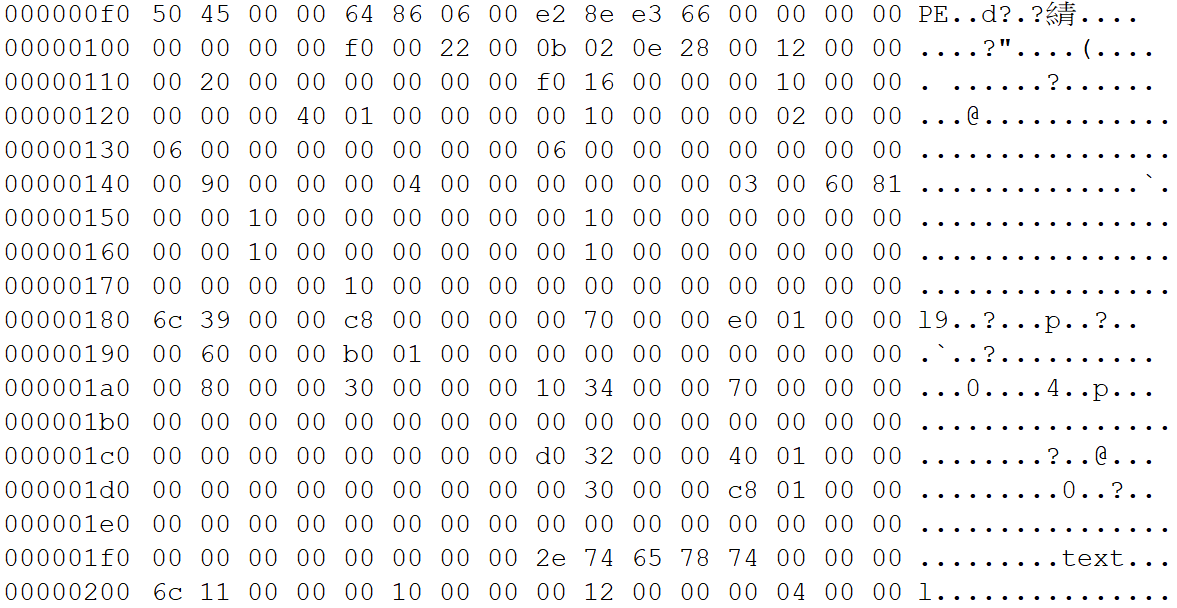 000000f0 50 45 00 00 64 86 06 00 e2 8e e3 66 00 00 00 00 PE..d?.?繢....
00000100 00 00 00 00 f0 00 22 00 0b 02 0e 28 00 12 00 00 ....?"....(....
00000110 00 20 00 00 00 00 00 00 f0 16 00 00 00 10 00 00 . ......?......
00000120 00 00 00 40 01 00 00 00 00 10 00 00 00 02 00 00 ...@............
00000130 06 00 00 00 00 00 00 00 06 00 00 00 00 00 00 00 ................
00000140 00 90 00 00 00 04 00 00 00 00 00 00 03 00 60 81 ..............`.
00000150 00 00 10 00 00 00 00 00 00 10 00 00 00 00 00 00 ................
00000160 00 00 10 00 00 00 00 00 00 10 00 00 00 00 00 00 ................
00000170 00 00 00 00 10 00 00 00 00 00 00 00 00 00 00 00 ................
00000180 6c 39 00 00 c8 00 00 00 00 70 00 00 e0 01 00 00 l9..?...p..?..
00000190 00 60 00 00 b0 01 00 00 00 00 00 00 00 00 00 00 .`..?..........
000001a0 00 80 00 00 30 00 00 00 10 34 00 00 70 00 00 00 ...0....4..p...
000001b0 00 00 00 00 00 00 00 00 00 00 00 00 00 00 00 00 ................
000001c0 00 00 00 00 00 00 00 00 d0 32 00 00 40 01 00 00 ........?..@...
000001d0 00 00 00 00 00 00 00 00 00 30 00 00 c8 01 00 00 .........0..?..
000001e0 00 00 00 00 00 00 00 00 00 00 00 00 00 00 00 00 ................
000001f0 00 00 00 00 00 00 00 00 2e 74 65 78 74 00 00 00 .........text...
00000200 6c 11 00 00 00 10 00 00 00 12 00 00 00 04 00 00 l...............